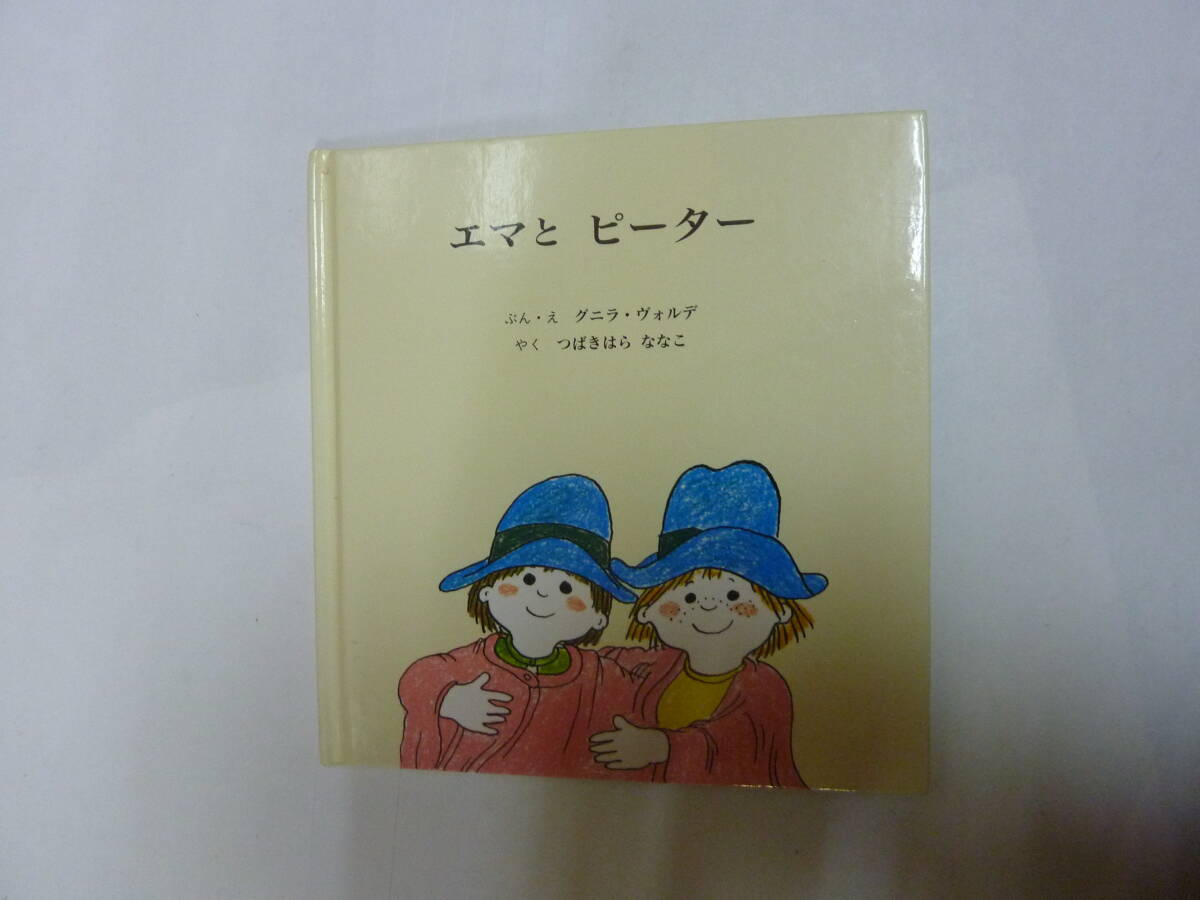 エマと ピーター
ぶん・え グニラ・ヴォルデ
やく つばきはら ななこ